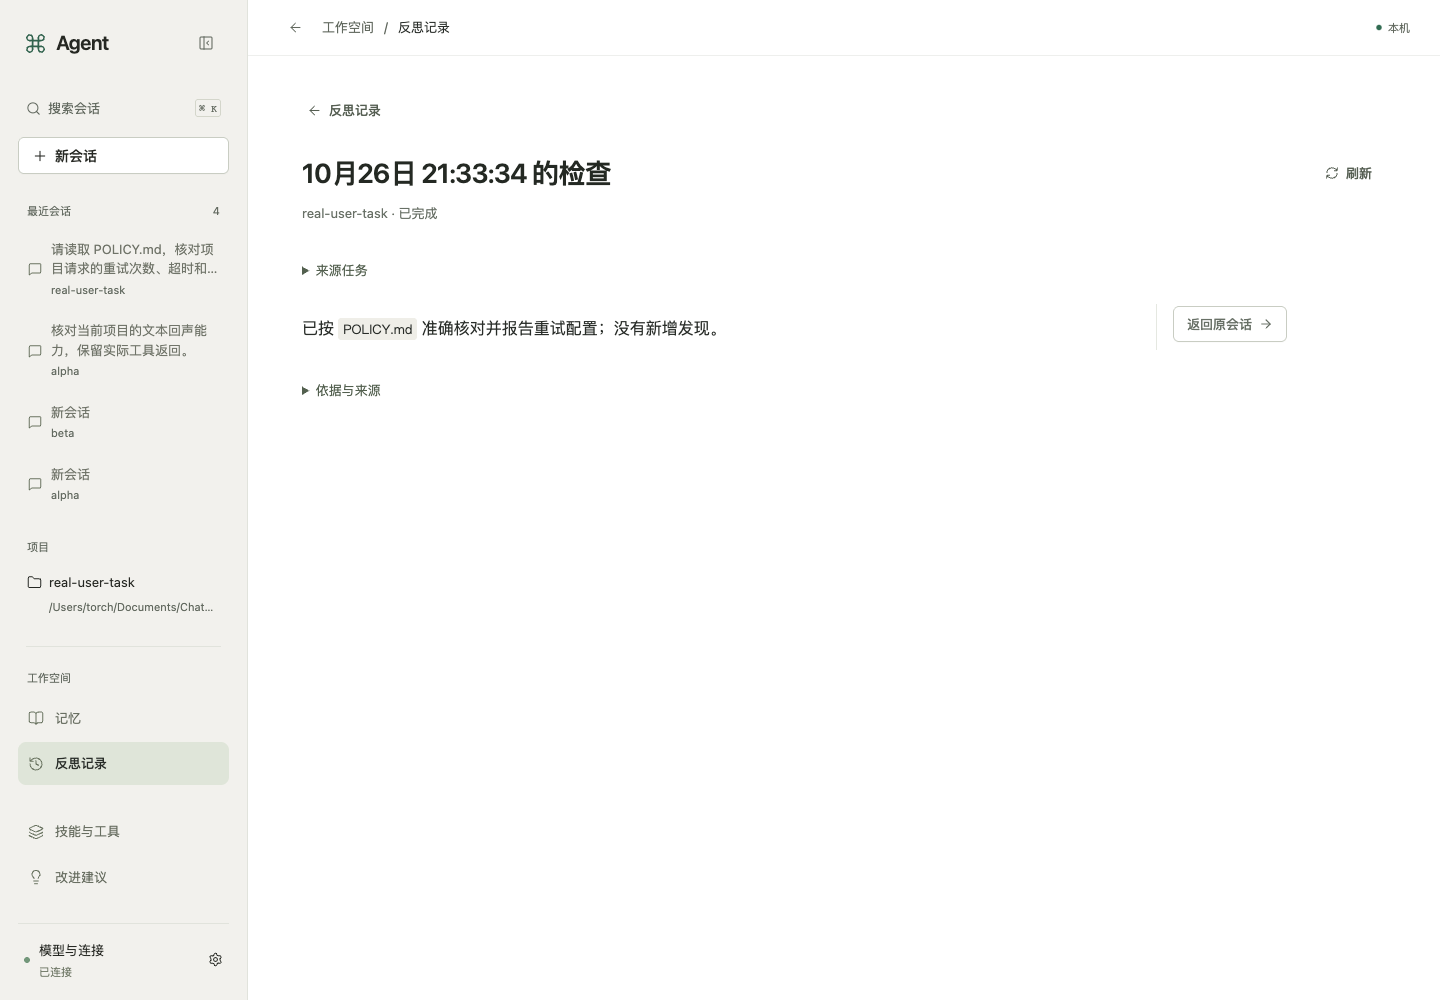 Agent
搜索会话
⌘ K
新会话
最近会话 4
请读取 POLICY.md，核对项
目请求的重试次数、超时和...
real-user-task
核对当前项目的文本回声能
力，保留实际工具返回。
alpha
新会话
beta
新会话
alpha
项目
real-user-task
/Users/torch/Documents/Chat...
工作空间
记忆
反思记录
技能与工具
改进建议
模型与连接
已连接
工作空间 / 反思记录
本机
反思记录
10月26日 21:33:34 的检查
刷新
real-user-task · 已完成
来源任务
已按 POLICY.md 准确核对并报告重试配置；没有新增发现。
返回原会话
依据与来源